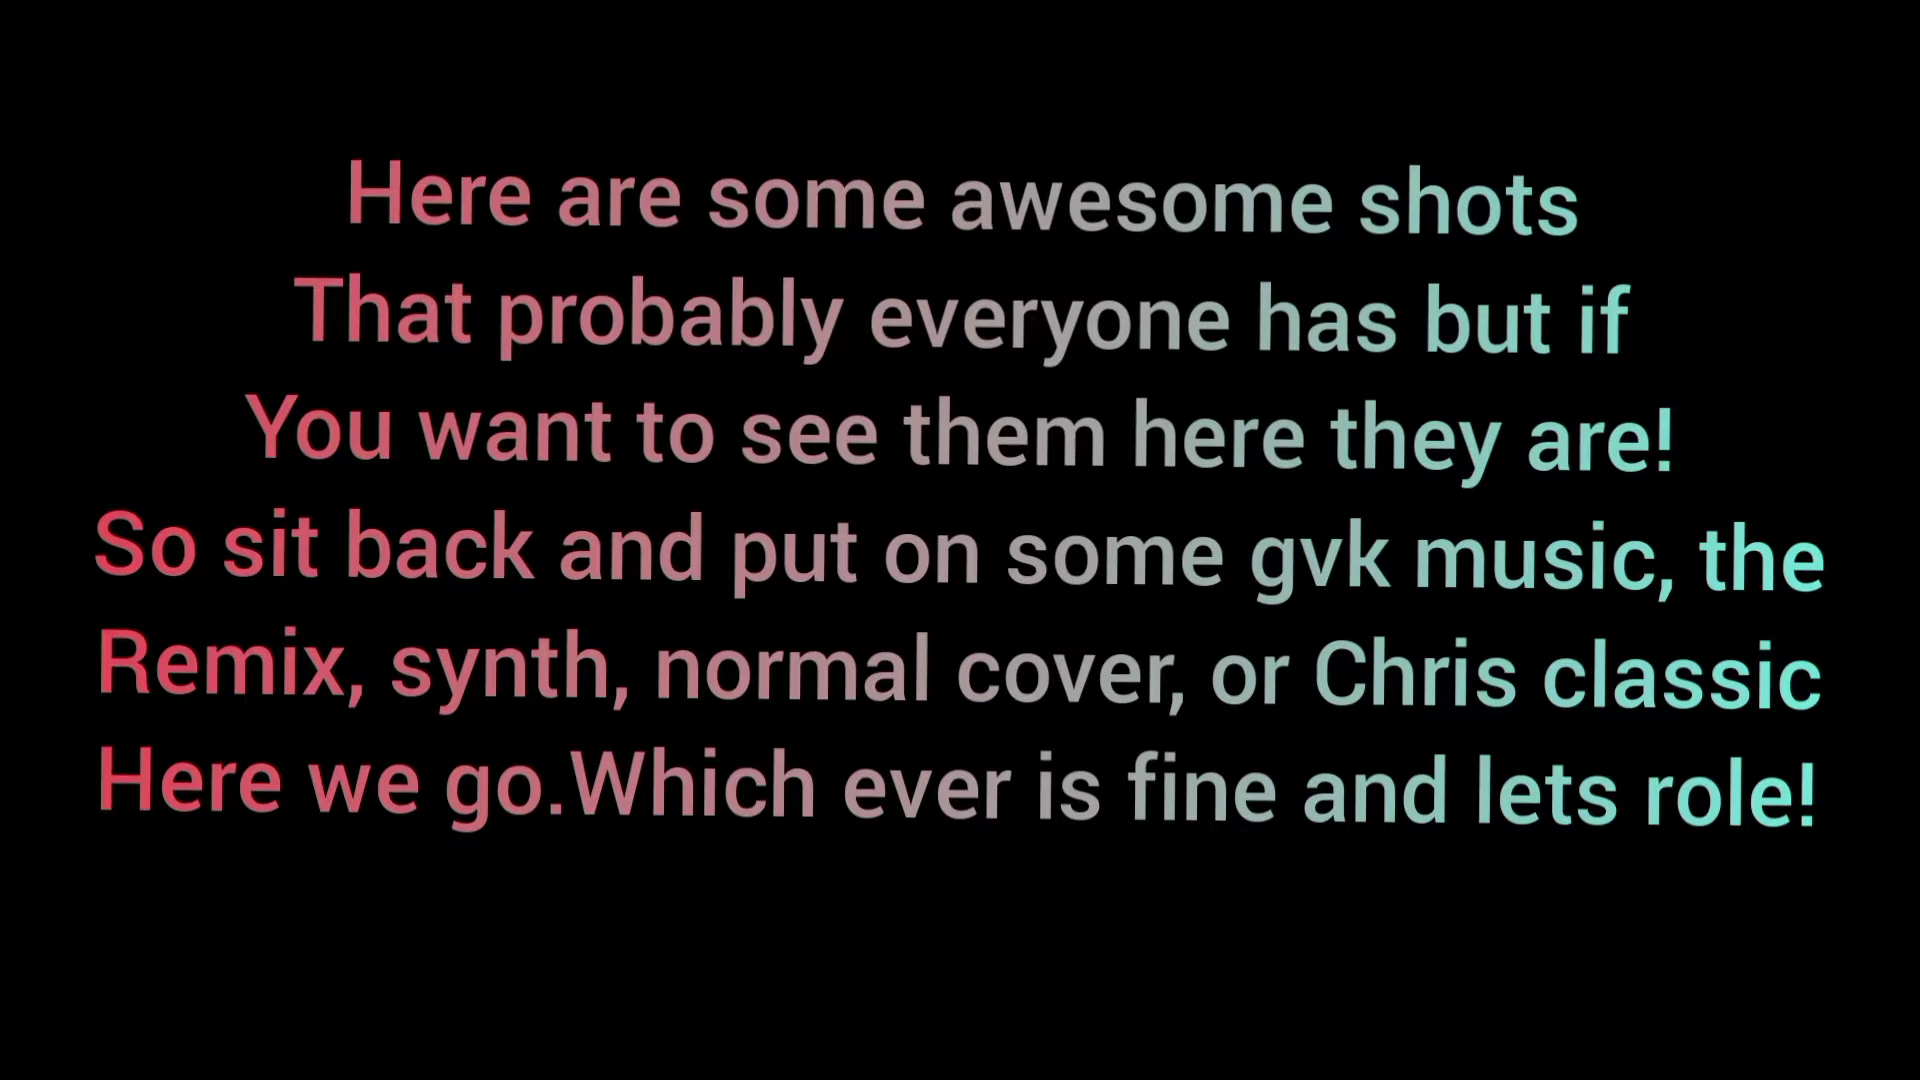 Here are some awesome shots
That probably everyone has but if
You want to see them here they are!
So sit back and put on some gvk music, the
Remix, synth, normal cover, or Chris classic
Here we go.Which ever is fine and lets role!